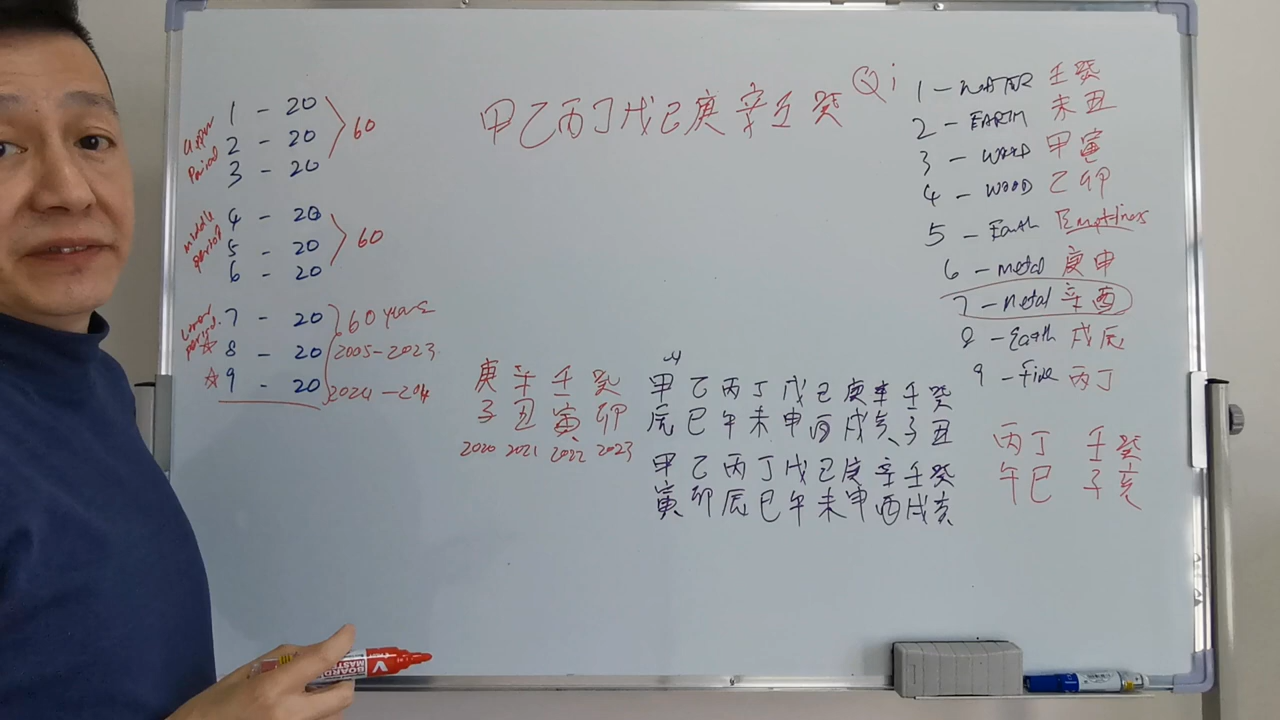 upper Period
1 - 20
2 - 20
3 - 20
60
middle period
4 - 20
5 - 20
6 - 20
60
Lower period
7 - 20
☆ 8 - 20
☆ 9 - 20
60 years
2005-2023
2024
甲乙丙丁戊己庚辛壬癸
Qi
1 - WATER 壬癸
2 - EARTH 未丑
3 - WOOD 甲寅
4 - WOOD 乙卯
5 - Earth Emptiness
6 - metal 庚申
7 - metal 辛酉
8 - Earth 戌辰
9 - Fire 丙丁
庚辛壬癸
子丑寅卯
2020 2021 2022 2023
甲乙丙丁戊己庚辛壬癸
辰巳午未申酉戌亥子丑
甲乙丙丁戊己庚辛壬癸
寅卯辰巳午未申酉戌亥
丙丁 壬癸
午巳 子亥
V BOARD MASTER